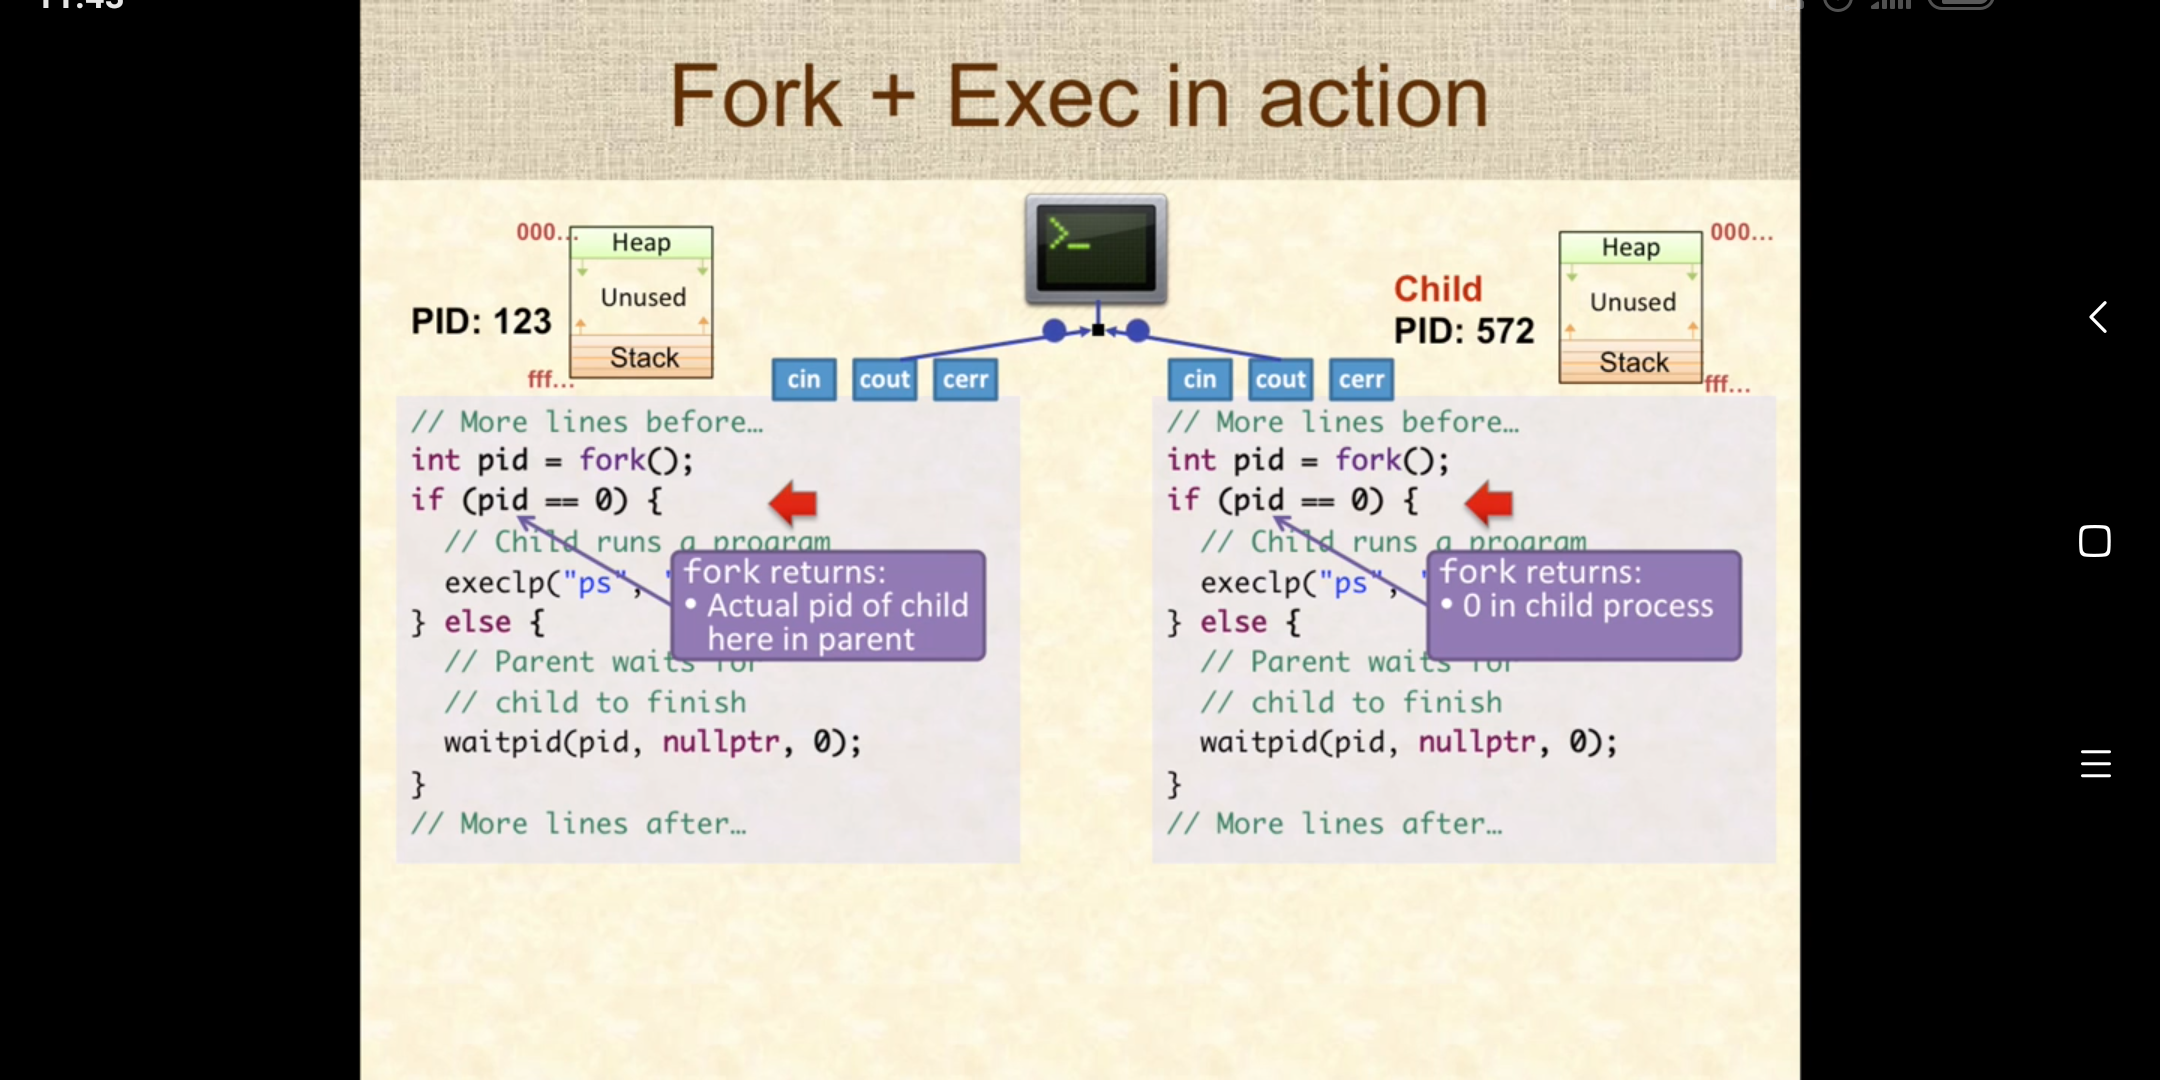 Fork + Exec in action
000...
Heap
Unused
Stack
fff...
PID: 123
>_
cin cout cerr
Child
PID: 572
000...
Heap
Unused
Stack
fff...
cin cout cerr
// More lines before…
int pid = fork();
if (pid == 0) {
// Child runs a program
execlp("ps",
} else {
// Parent waits for
// child to finish
waitpid(pid, nullptr, 0);
}
// More lines after…
fork returns:
• Actual pid of child
here in parent
// More lines before…
int pid = fork();
if (pid == 0) {
// Child runs a program
execlp("ps",
} else {
// Parent waits for
// child to finish
waitpid(pid, nullptr, 0);
}
// More lines after…
fork returns:
• 0 in child process